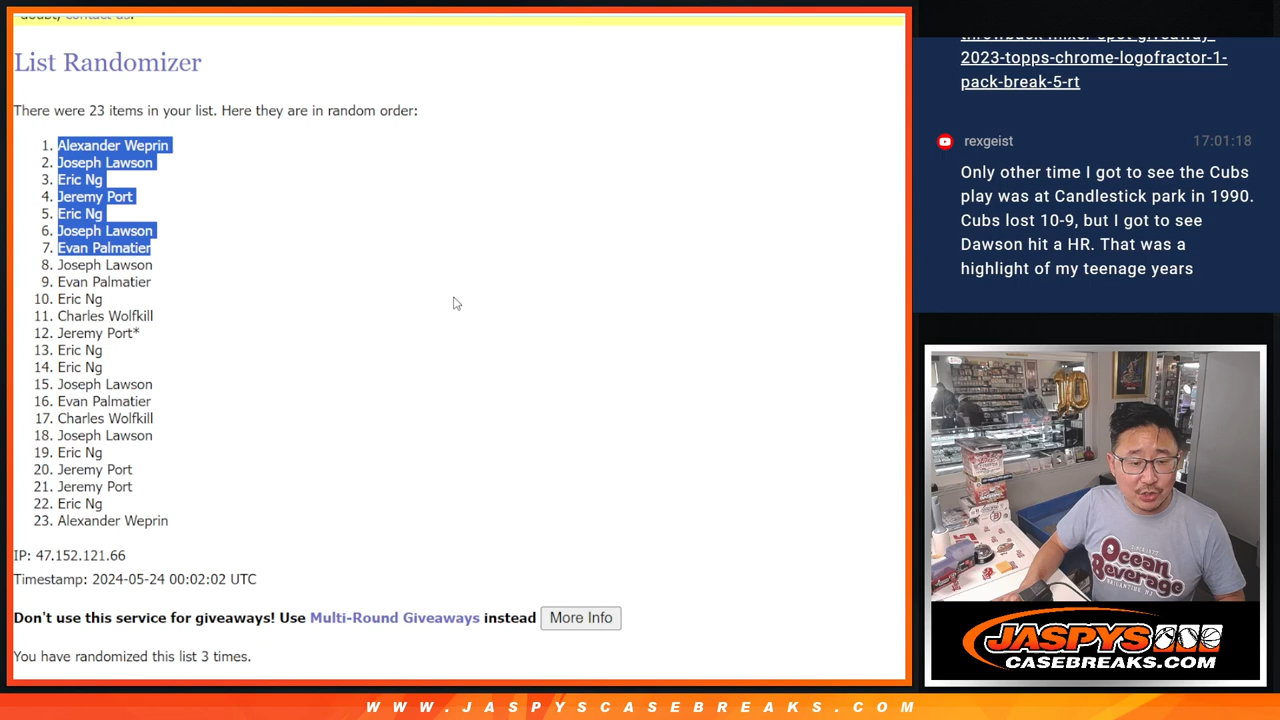 doubt, contact us.
List Randomizer
There were 23 items in your list. Here they are in random order:
1. Alexander Weprin
2. Joseph Lawson
3. Eric Ng
4. Jeremy Port
5. Eric Ng
6. Joseph Lawson
7. Evan Palmatier
8. Joseph Lawson
9. Evan Palmatier
10. Eric Ng
11. Charles Wolfkill
12. Jeremy Port*
13. Eric Ng
14. Eric Ng
15. Joseph Lawson
16. Evan Palmatier
17. Charles Wolfkill
18. Joseph Lawson
19. Eric Ng
20. Jeremy Port
21. Jeremy Port
22. Eric Ng
23. Alexander Weprin
IP: 47.152.121.66
Timestamp: 2024-05-24 00:02:02 UTC
Don't use this service for giveaways! Use Multi-Round Giveaways instead More Info
You have randomized this list 3 times.
throwback-mixer-spot-giveaway-
2023-topps-chrome-logofractor-1-
pack-break-5-rt
rexgeist 17:01:18
Only other time I got to see the Cubs
play was at Candlestick park in 1990.
Cubs lost 10-9, but I got to see
Dawson hit a HR. That was a
highlight of my teenage years
10
Ocean
Beverage
JASPYS
CASEBREAKS.COM
WWW.JASPYSCASEBREAKS.COM